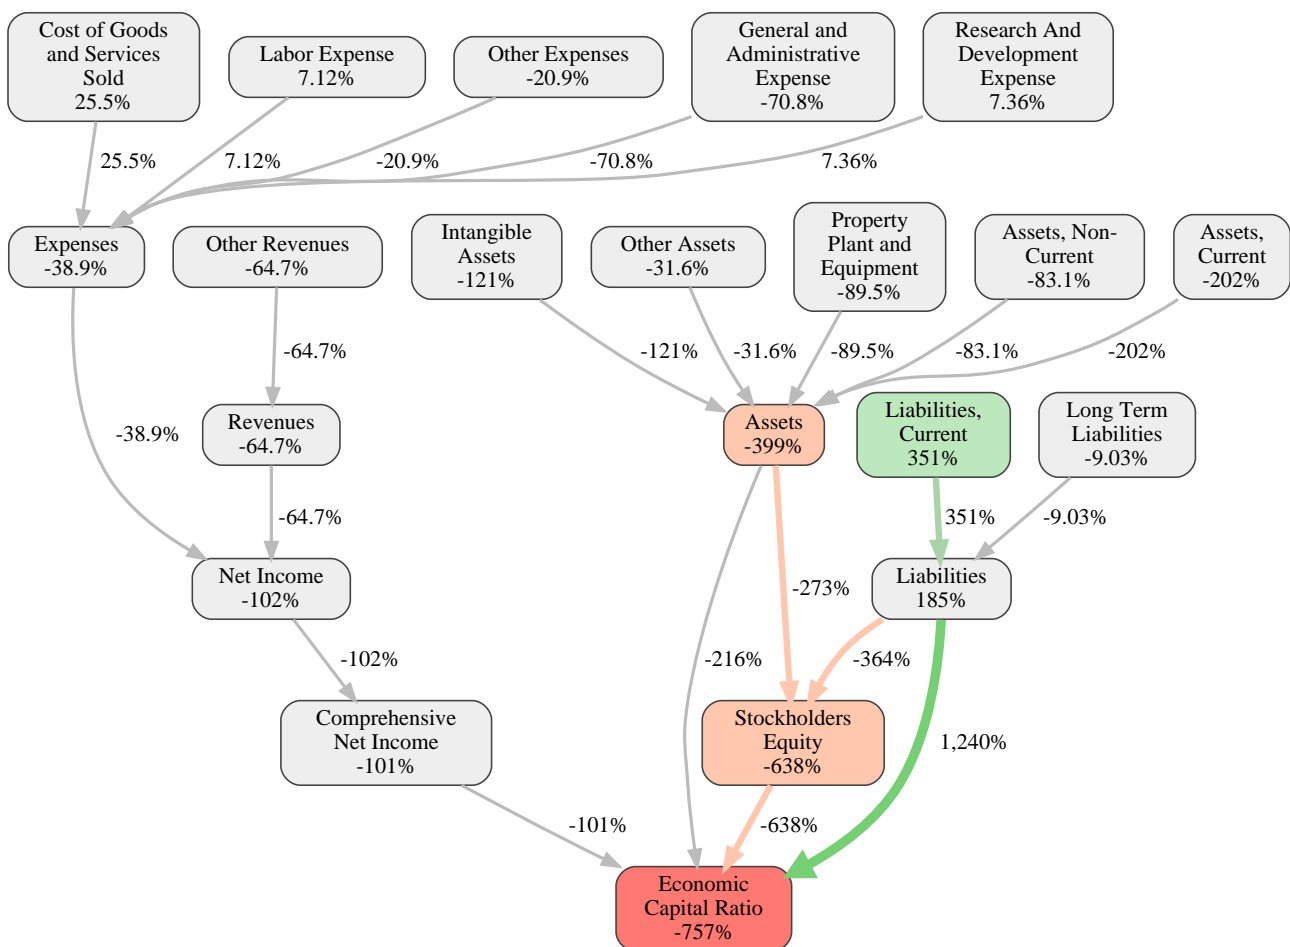 Cost of Goods
and Services
Sold
25.5%
Labor Expense
7.12%
Other Expenses
-20.9%
General and
Administrative
Expense
-70.8%
Research And
Development
Expense
7.36%
25.5%
7.12%
-20.9%
-70.8%
7.36%
Expenses
-38.9%
Other Revenues
-64.7%
Intangible
Assets
-121%
Other Assets
-31.6%
Property
Plant and
Equipment
-89.5%
Assets, Non-
Current
-83.1%
Assets,
Current
-202%
-64.7%
-121%
-31.6%
-89.5%
-83.1%
-202%
-38.9%
Revenues
-64.7%
Assets
-399%
Liabilities,
Current
351%
Long Term
Liabilities
-9.03%
-64.7%
351%
-9.03%
Net Income
-102%
-273%
Liabilities
185%
-102%
-216%
-364%
Comprehensive
Net Income
-101%
Stockholders
Equity
-638%
1,240%
-101%
-638%
Economic
Capital Ratio
-757%